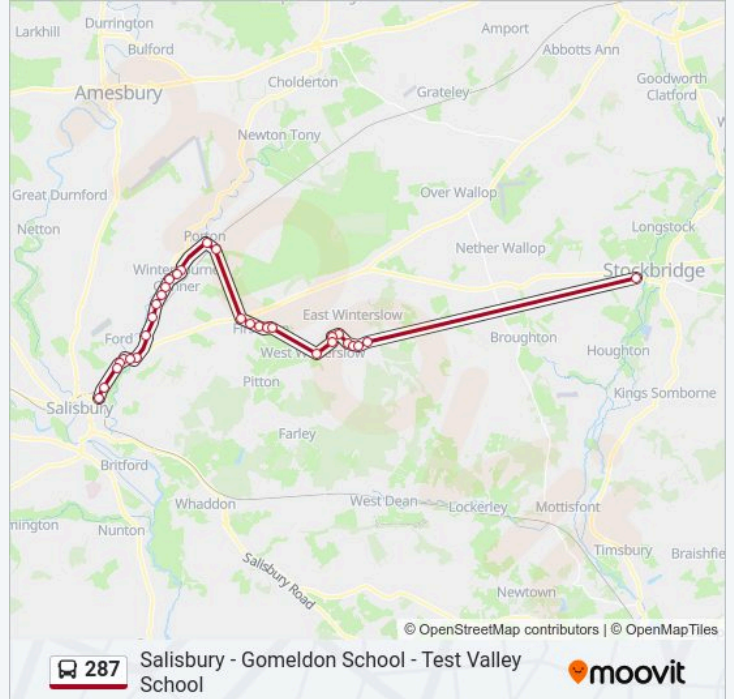 Larkhill
Durrington
Bulford
Amport
Abbotts Ann
Cholderton
Goodworth
Clatford
Amesbury
Grateley
Newton Tony
Great Durnford
Over Wallop
Netton
Longstock
Porton
Nether Wallop
Stockbridge
East Winterslow
Ford
Broughton
West Winterslow
Houghton
Pitton
Kings Somborne
Salisbury
Farley
Britford
Whaddon
West Dean
Lockerley
Mottisfont
mington
Nunton
Timsbury
Braishfie
Salisbury Road
Newtown
© OpenStreetMap contributors | © OpenMapTiles
287
Salisbury - Gomeldon School - Test Valley
School
moovit